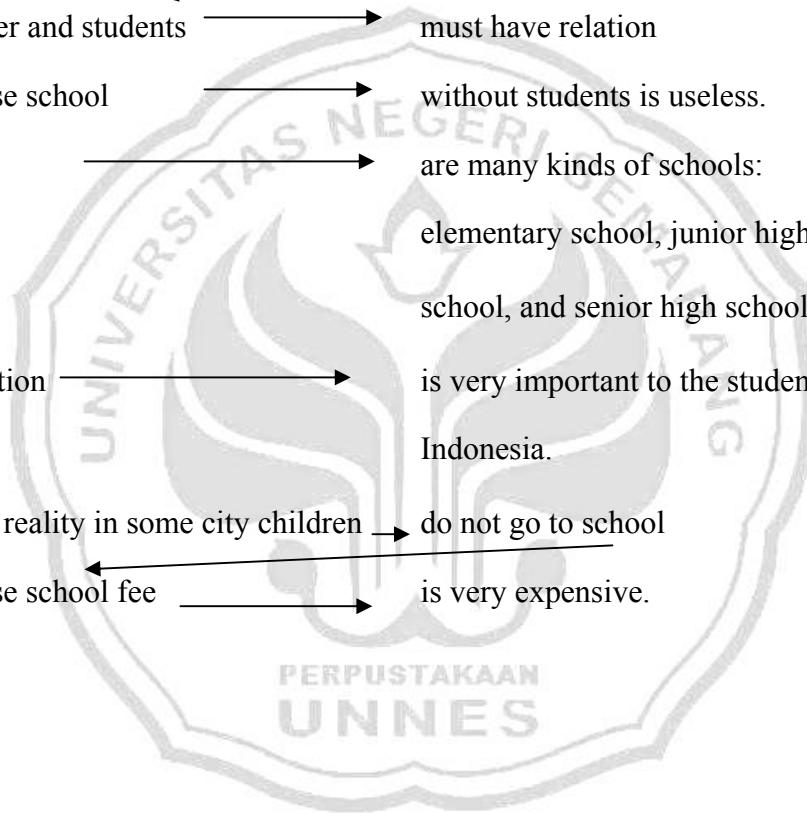 er and students must have relation
se school without students is useless.
are many kinds of schools:
elementary school, junior high
school, and senior high school
tion is very important to the studen
Indonesia.
reality in some city children do not go to school
se school fee is very expensive.
UNIVERSITAS NEGERI SEMARANG
PERPUSTAKAAN
UNNES